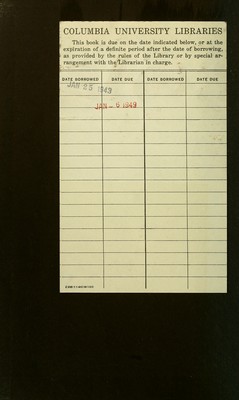 COLUMBIA UNIVERSITY LIBRARIES
This book is due on the date indicated below, or at the
expiration of a definite period after the date of borrowing,
as provided by the rules of the Library or by special ar-
rangement with the Librarian in charge.
DATE BORROWED DATE DUE DATE BORROWED DATE DUE
JAN 1949
JAN - 6 1949